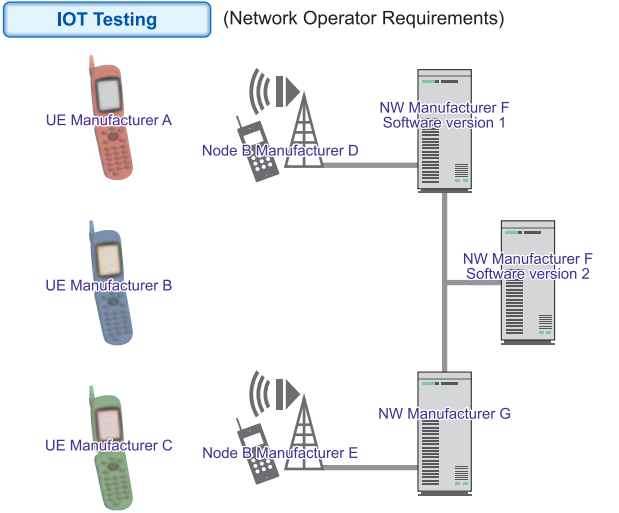 IOT Testing
(Network Operator Requirements)
UE Manufacturer A
Node B Manufacturer D
NW Manufacturer F
Software version 1
UE Manufacturer B
NW Manufacturer F
Software version 2
UE Manufacturer C
Node B Manufacturer E
NW Manufacturer G